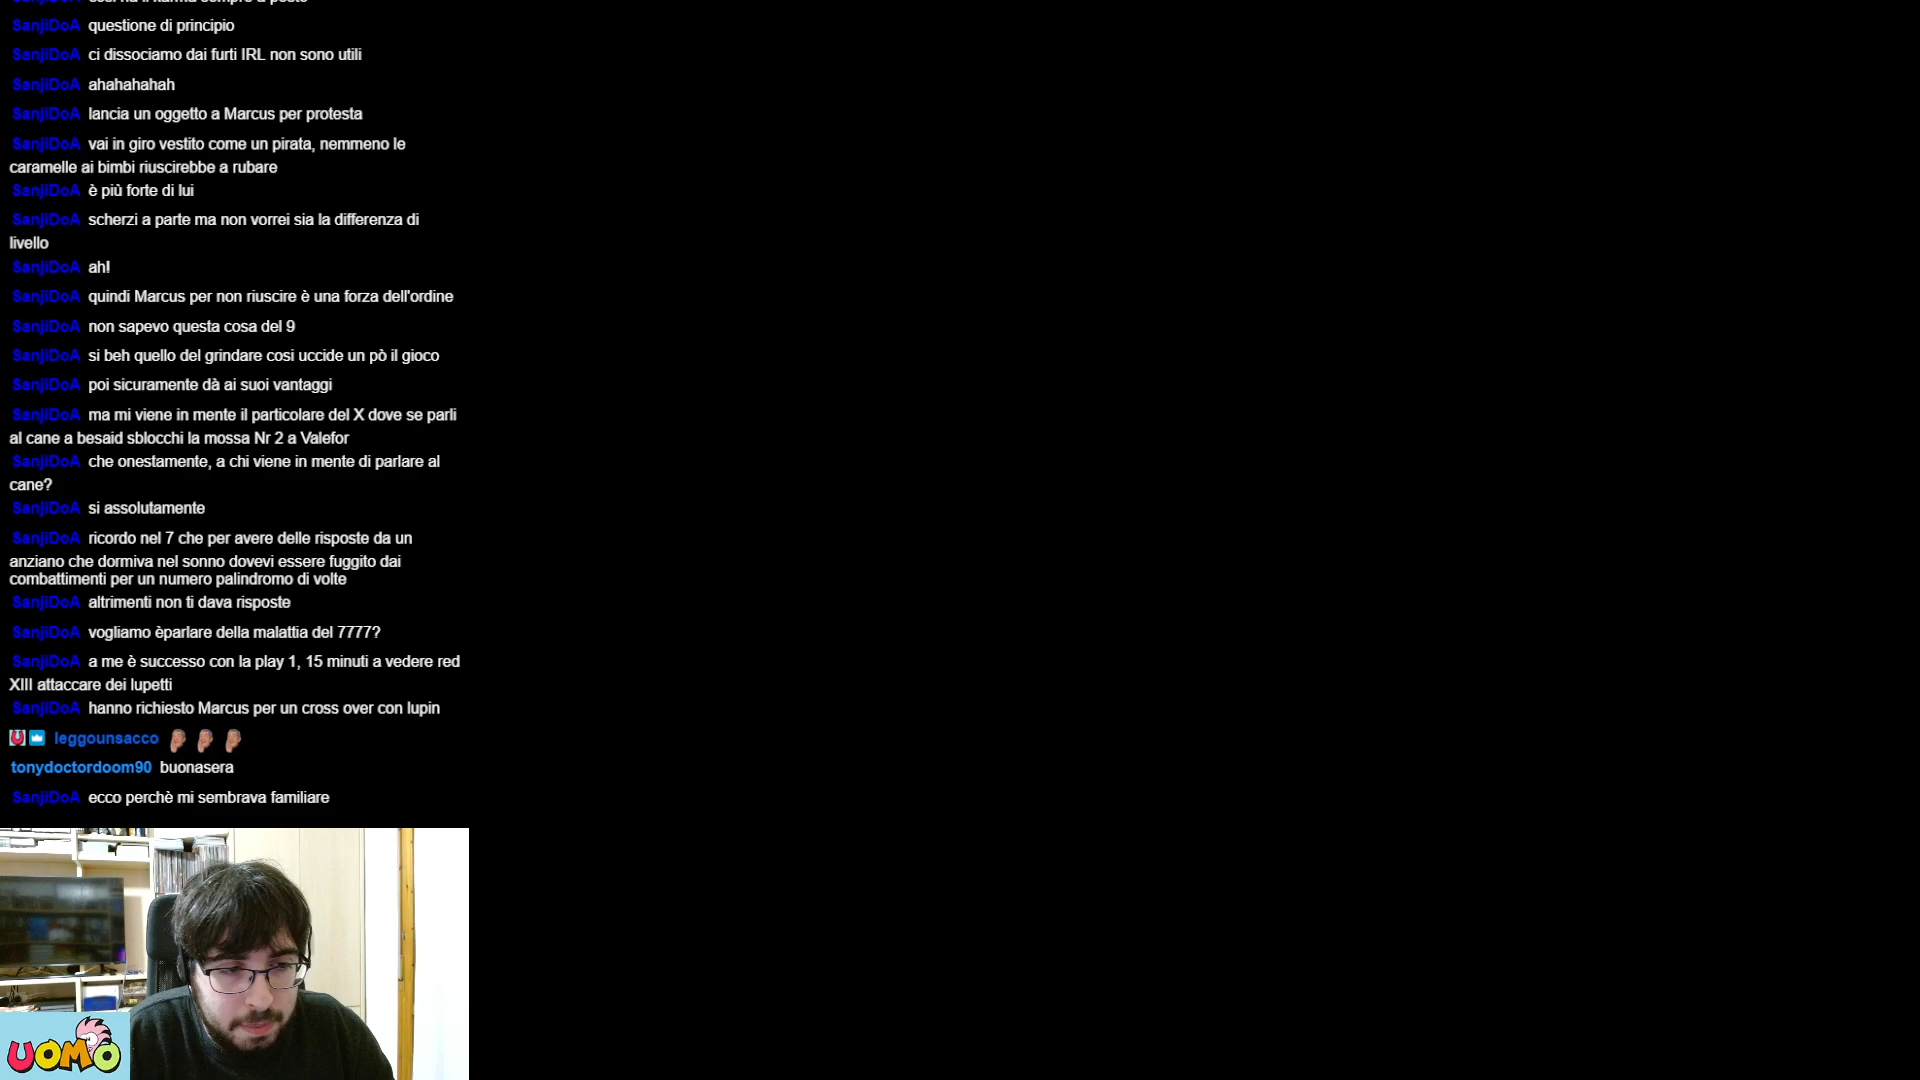 SanjiDoA questione di principio
SanjiDoA ci dissociamo dai furti IRL non sono utili
SanjiDoA ahahahahah
SanjiDoA lancia un oggetto a Marcus per protesta
SanjiDoA vai in giro vestito come un pirata, nemmeno le
caramelle ai bimbi riuscirebbe a rubare
SanjiDoA è più forte di lui
SanjiDoA scherzi a parte ma non vorrei sia la differenza di
livello
SanjiDoA ah!
SanjiDoA quindi Marcus per non riuscire è una forza dell'ordine
SanjiDoA non sapevo questa cosa del 9
SanjiDoA si beh quello del grindare cosi uccide un pò il gioco
SanjiDoA poi sicuramente dà ai suoi vantaggi
SanjiDoA ma mi viene in mente il particolare del X dove se parli
al cane a besaid sblocchi la mossa Nr 2 a Valefor
SanjiDoA che onestamente, a chi viene in mente di parlare al
cane?
SanjiDoA si assolutamente
SanjiDoA ricordo nel 7 che per avere delle risposte da un
anziano che dormiva nel sonno dovevi essere fuggito dai
combattimenti per un numero palindromo di volte
SanjiDoA altrimenti non ti dava risposte
SanjiDoA vogliamo èparlare della malattia del 7777?
SanjiDoA a me è successo con la play 1, 15 minuti a vedere red
XIII attaccare dei lupetti
SanjiDoA hanno richiesto Marcus per un cross over con lupin
leggounsacco
tonydoctordoom90 buonasera
SanjiDoA ecco perchè mi sembrava familiare
UOMO